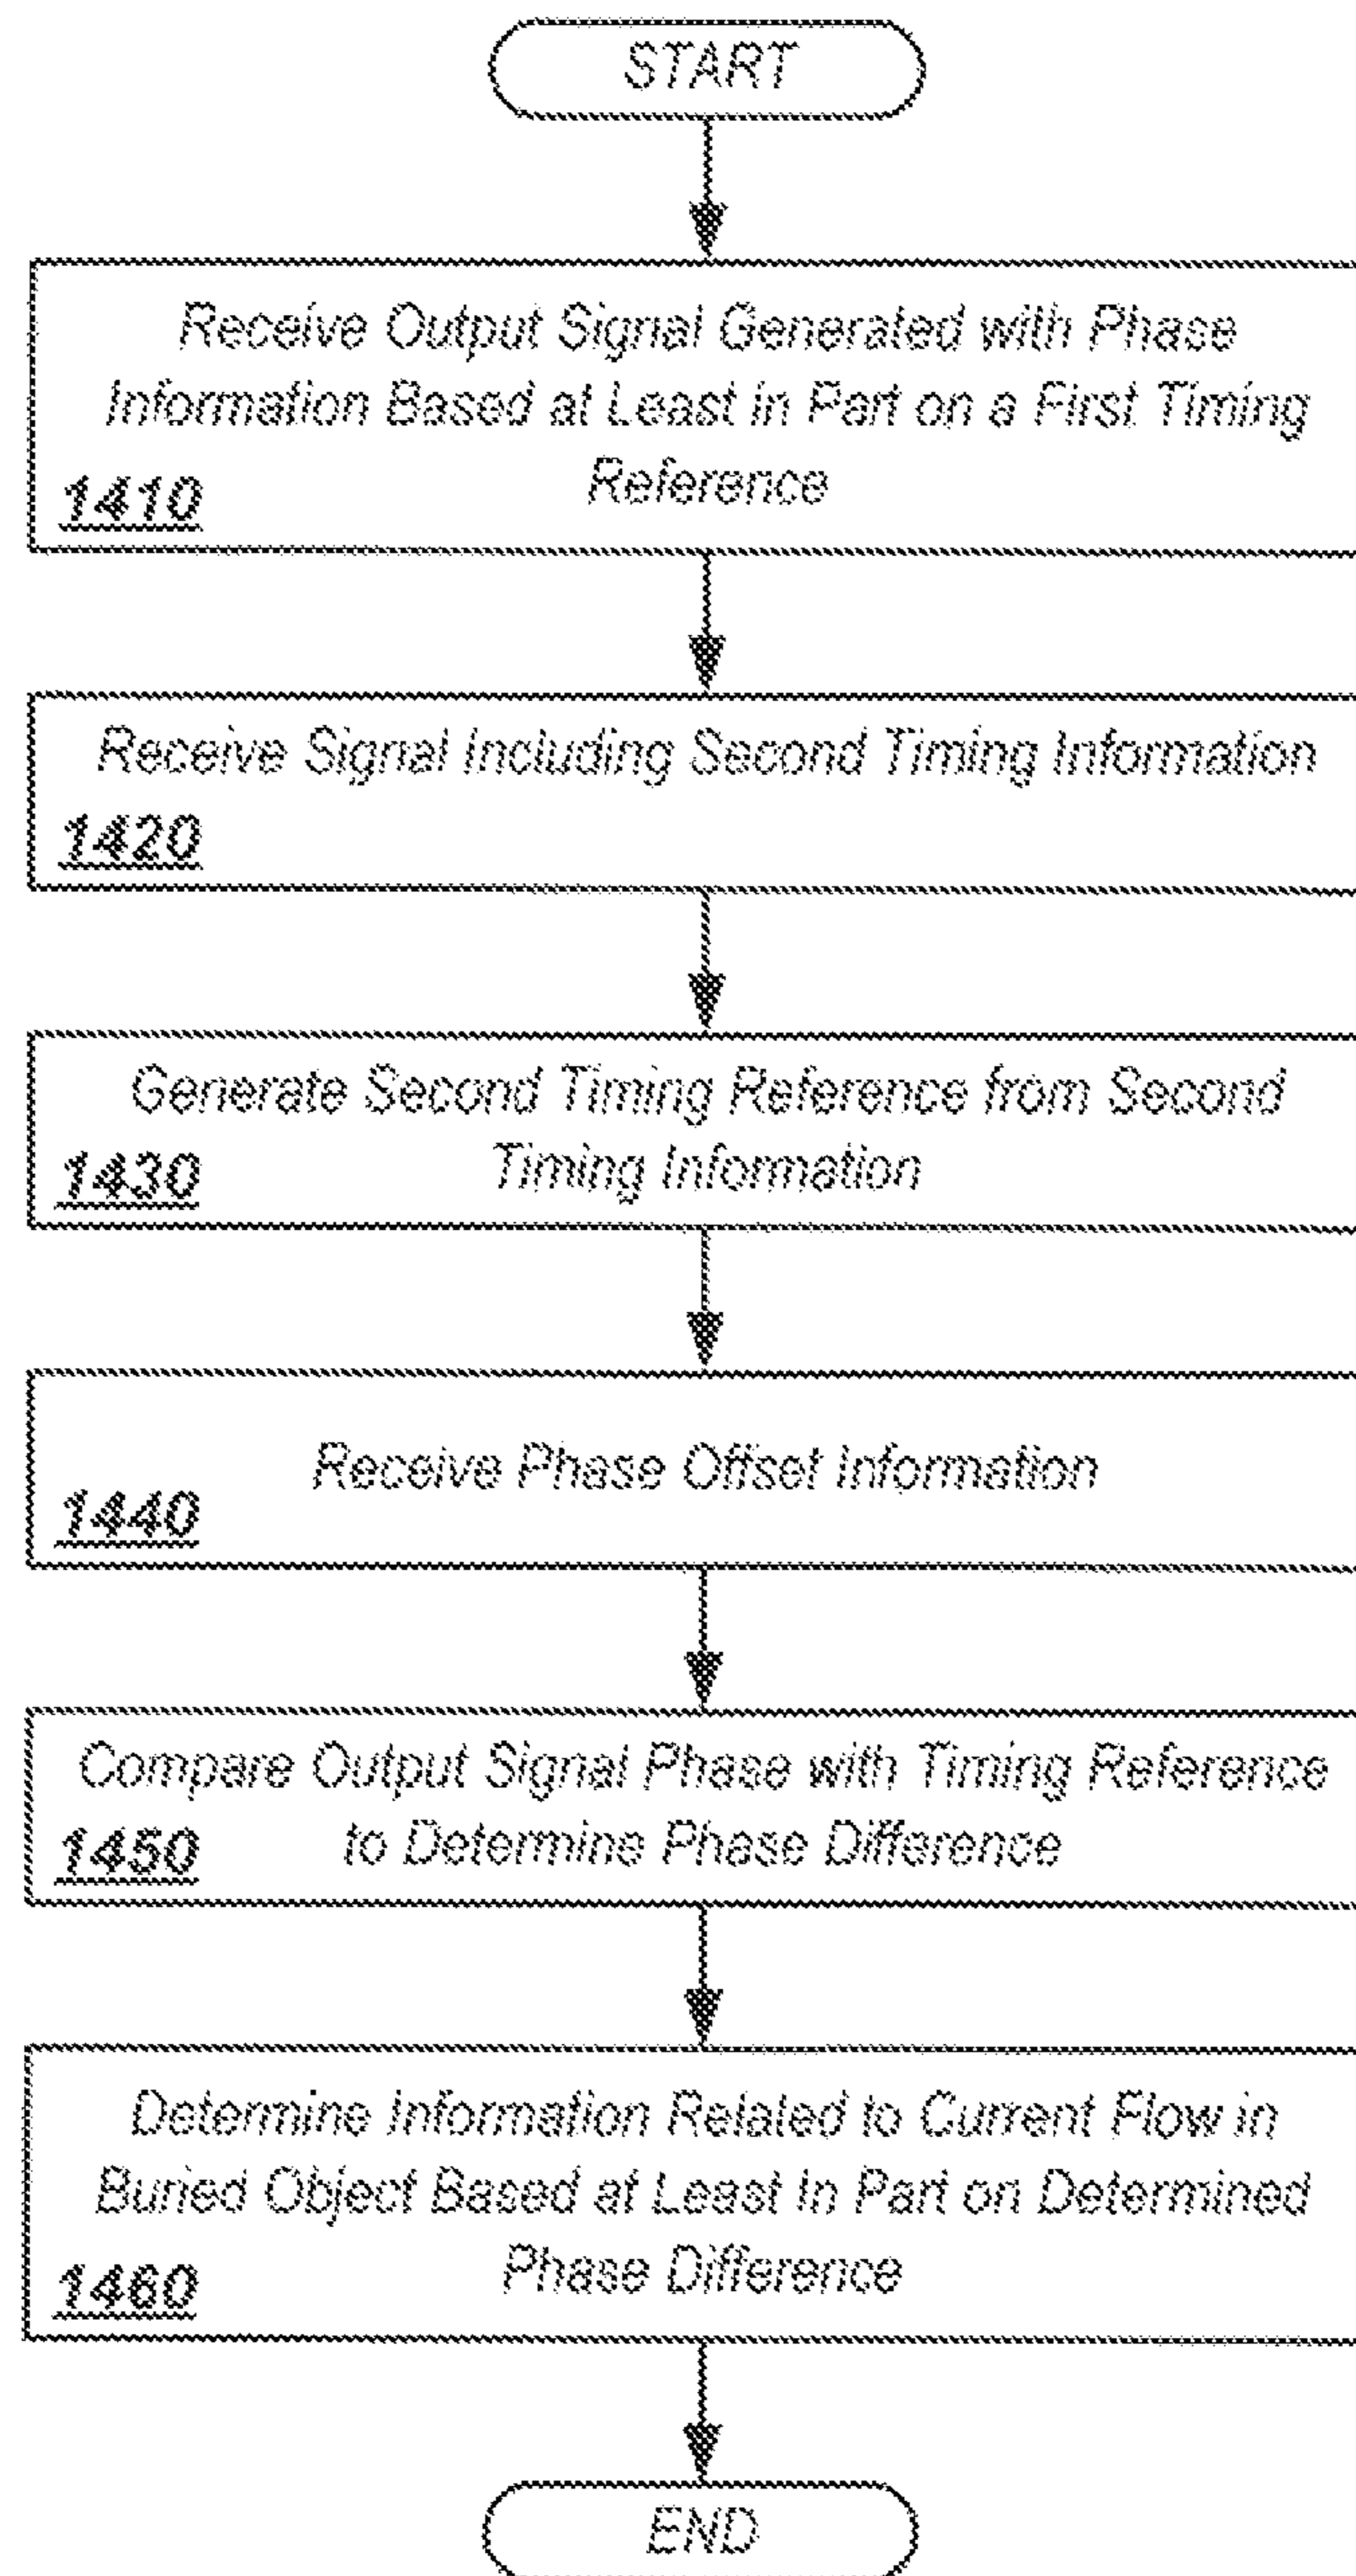 START
Receive Output Signal Generated with Phase
Information Based at Least in Part on a First Timing
Reference
1410
Receive Signal Including Second Timing Information
1420
Generate Second Timing Reference from Second
Timing Information
1430
Receive Phase Offset Information
1440
Compare Output Signal Phase with Timing Reference
to Determine Phase Difference
1450
Determine Information Related to Current Flow in
Buried Object Based at Least In Part on Determined
Phase Difference
1460
END